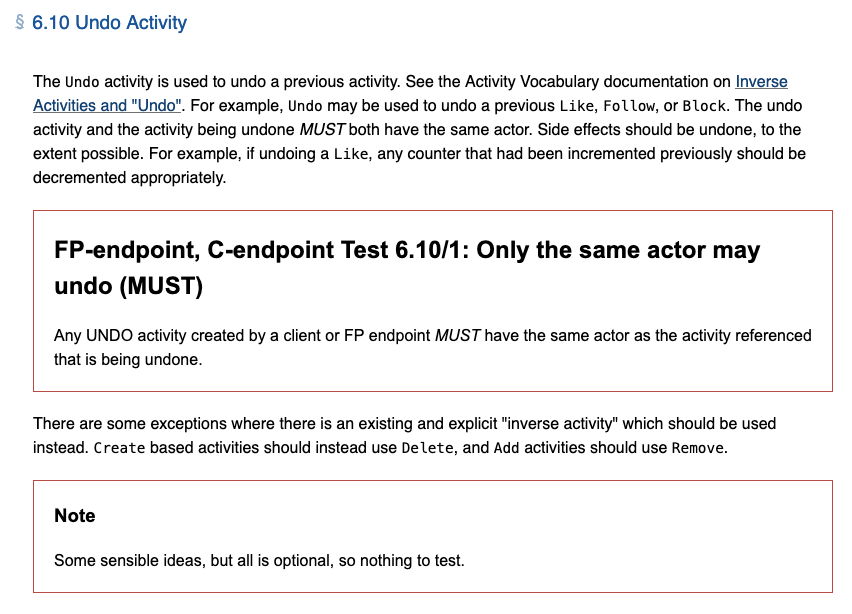 § 6.10 Undo Activity
The Undo activity is used to undo a previous activity. See the Activity Vocabulary documentation on Inverse
Activities and "Undo". For example, Undo may be used to undo a previous Like, Follow, or Block. The undo
activity and the activity being undone MUST both have the same actor. Side effects should be undone, to the
extent possible. For example, if undoing a Like, any counter that had been incremented previously should be
decremented appropriately.
FP-endpoint, C-endpoint Test 6.10/1: Only the same actor may
undo (MUST)
Any UNDO activity created by a client or FP endpoint MUST have the same actor as the activity referenced
that is being undone.
There are some exceptions where there is an existing and explicit "inverse activity" which should be used
instead. Create based activities should instead use Delete, and Add activities should use Remove.
Note
Some sensible ideas, but all is optional, so nothing to test.